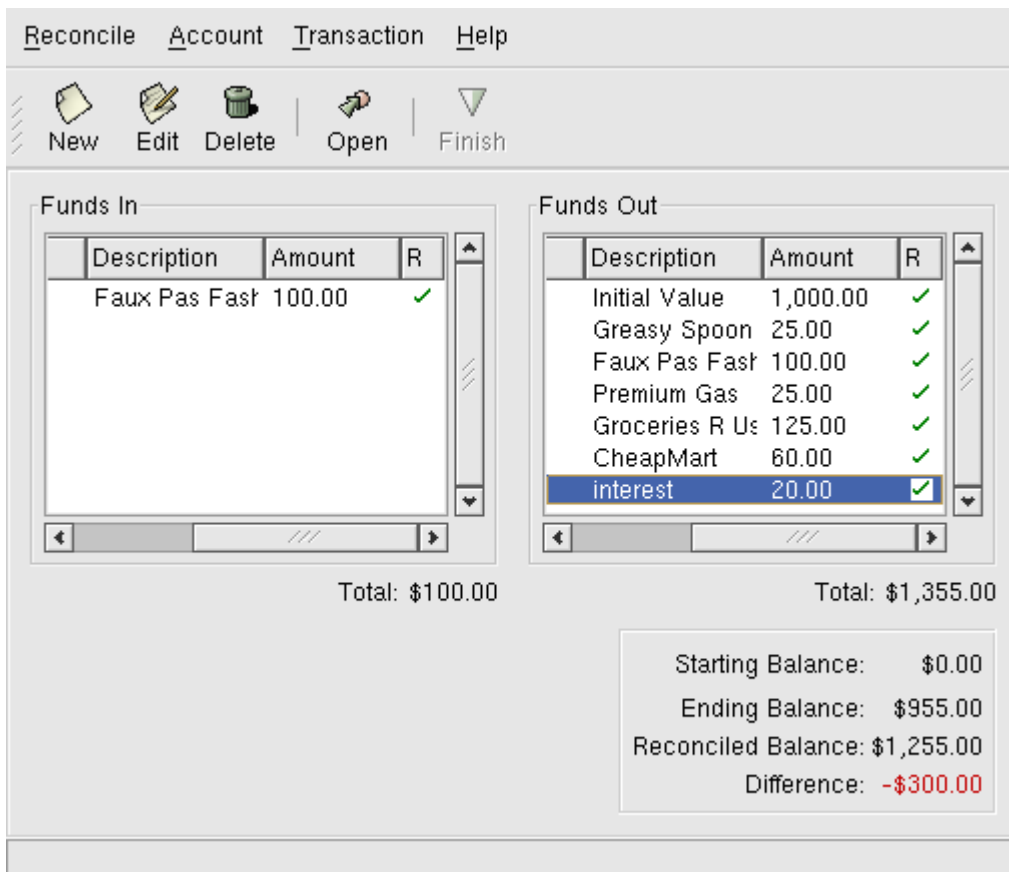 Reconcile Account Transaction Help
New Edit Delete Open Finish
Funds In
Description Amount R
Faux Pas Fash 100.00
Total: $100.00
Funds Out
Description Amount R
Initial Value 1,000.00
Greasy Spoon 25.00
Faux Pas Fash 100.00
Premium Gas 25.00
Groceries R Us 125.00
CheapMart 60.00
interest 20.00
Total: $1,355.00
Starting Balance: $0.00
Ending Balance: $955.00
Reconciled Balance: $1,255.00
Difference: -$300.00